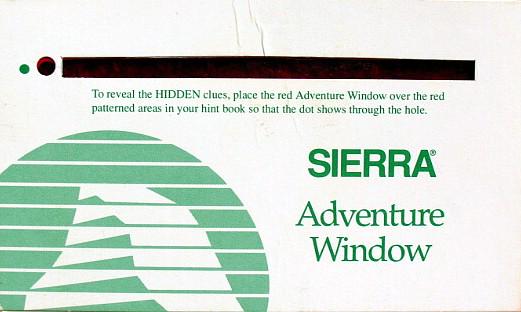 To reveal the HIDDEN clues, place the red Adventure Window over the red
patterned areas in your hint book so that the dot shows through the hole.
SIERRA®
Adventure
Window